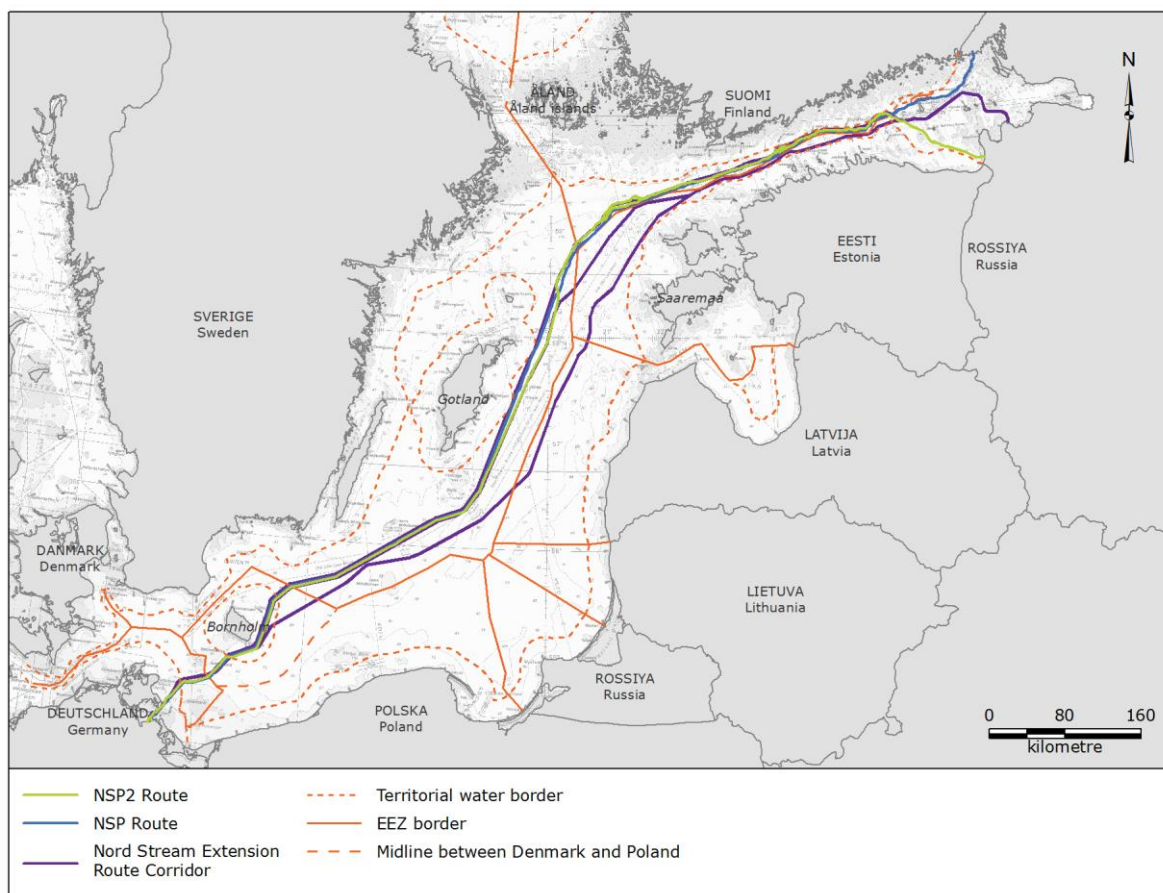 ÅLAND
Åland islands
SUOMI
Finland
N
EESTI
Estonia
ROSSIYA
Russia
Saaremaa
SVERIGE
Sweden
Gotland
LATVIJA
Latvia
DANMARK
Denmark
LIETUVA
Lithuania
Bornholm
ROSSIYA
Russia
DEUTSCHLAND
Germany
POLSKA
Poland
0 80 160
kilometre
NSP2 Route
NSP Route
Nord Stream Extension
Route Corridor
Territorial water border
EEZ border
Midline between Denmark and Poland